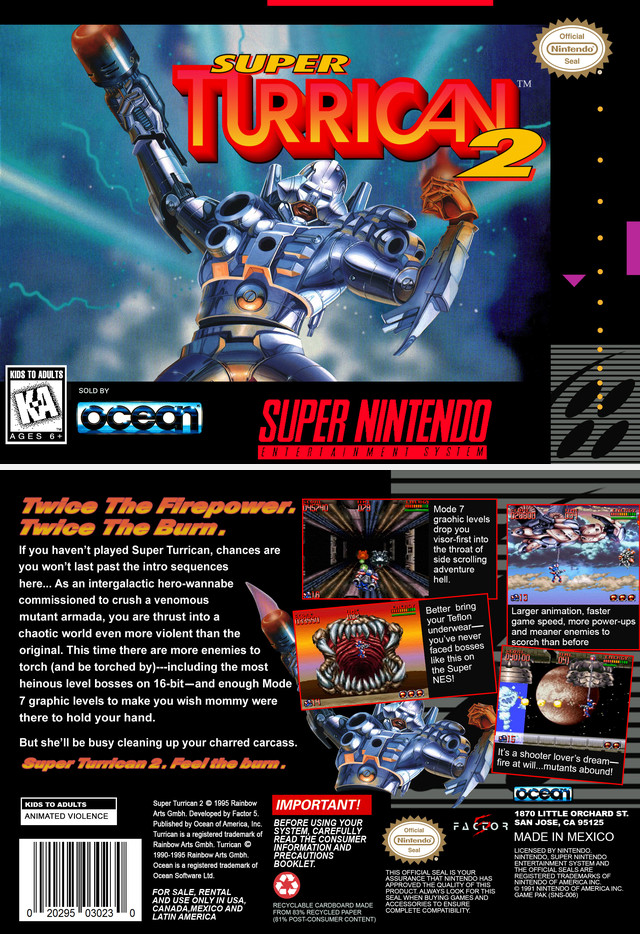 SUPER
TURRICAN™
2
Official
Nintendo
Seal
KIDS TO ADULTS
K-A
AGES 6+
SOLD BY
ocean
SUPER NINTENDO
ENTERTAINMENT SYSTEM
Twice The Firepower.
Twice The Burn.
If you haven't played Super Turrican, chances are
you won't last past the intro sequences
here... As an intergalactic hero-wannabe
commissioned to crush a venomous
mutant armada, you are thrust into a
chaotic world even more violent than the
original. This time there are more enemies to
torch (and be torched by)---including the most
heinous level bosses on 16-bit—and enough Mode
7 graphic levels to make you wish mommy were
there to hold your hand.
But she'll be busy cleaning up your charred carcass.
Super Turrican 2. Feel the burn.
Mode 7
graohic levels
drop you
visor-first into
the throat of
side scrolling
adventure
hell.
Better bring
your Teflon
underwear—
you've never
faced bosses
like this on
the Super
NES!
Larger animation, faster
game speed, more power-ups
and meaner enemies to
scorch than before
It's a shooter lover's dream—
fire at will...mutants abound!
KIDS TO ADULTS
ANIMATED VIOLENCE
0 20295 03023 0
Super Turrican 2 © 1995 Rainbow
Arts Gmbh. Developed by Factor 5.
Published by Ocean of America, Inc.
Turrican is a registered trademark of
Rainbow Arts Gmbh. Turrican ©
1990-1995 Rainbow Arts Gmbh.
Ocean is a registered trademark of
Ocean Software Ltd.
FOR SALE, RENTAL
AND USE ONLY IN USA,
CANADA,MEXICO AND
LATIN AMERICA
IMPORTANT!
BEFORE USING YOUR
SYSTEM, CAREFULLY
READ THE CONSUMER
INFORMATION AND
PRECAUTIONS
BOOKLET.
RECYCLABLE CARDBOARD MADE
FROM 83% RECYCLED PAPER
(81% POST-CONSUMER CONTENT)
Official
Nintendo
Seal
FACTOR 5
THIS OFFICIAL SEAL IS YOUR
ASSURANCE THAT NINTENDO HAS
APPROVED THE QUALITY OF THIS
PRODUCT. ALWAYS LOOK FOR THIS
SEAL WHEN BUYING GAMES AND
ACCESSORIES TO ENSURE
COMPLETE COMPATIBILITY.
ocean
1870 LITTLE ORCHARD ST.
SAN JOSE, CA 95125
MADE IN MEXICO
LICENSED BY NINTENDO.
NINTENDO, SUPER NINTENDO
ENTERTAINMENT SYSTEM AND
THE OFFICIAL SEALS ARE
REGISTERED TRADEMARKS OF
NINTENDO OF AMERICA INC.
© 1991 NINTENDO OF AMERICA INC.
GAME PAK (SNS-006)